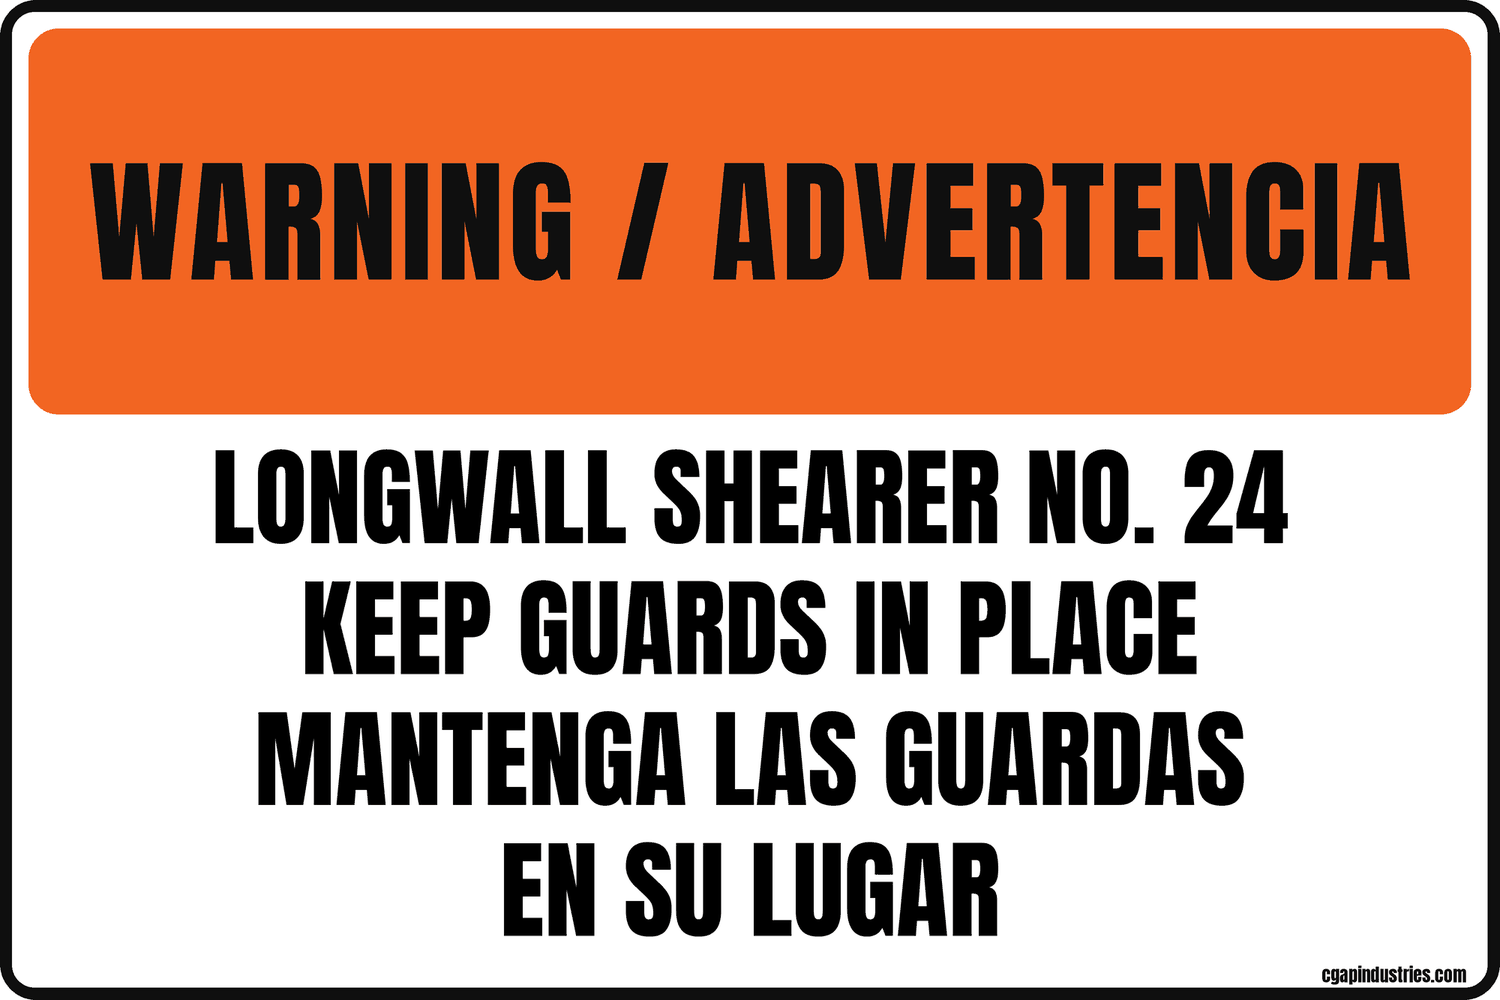 WARNING / ADVERTENCIA
LONGWALL SHEARER NO. 24
KEEP GUARDS IN PLACE
MANTENGA LAS GUARDAS
EN SU LUGAR
cgapindustries.com